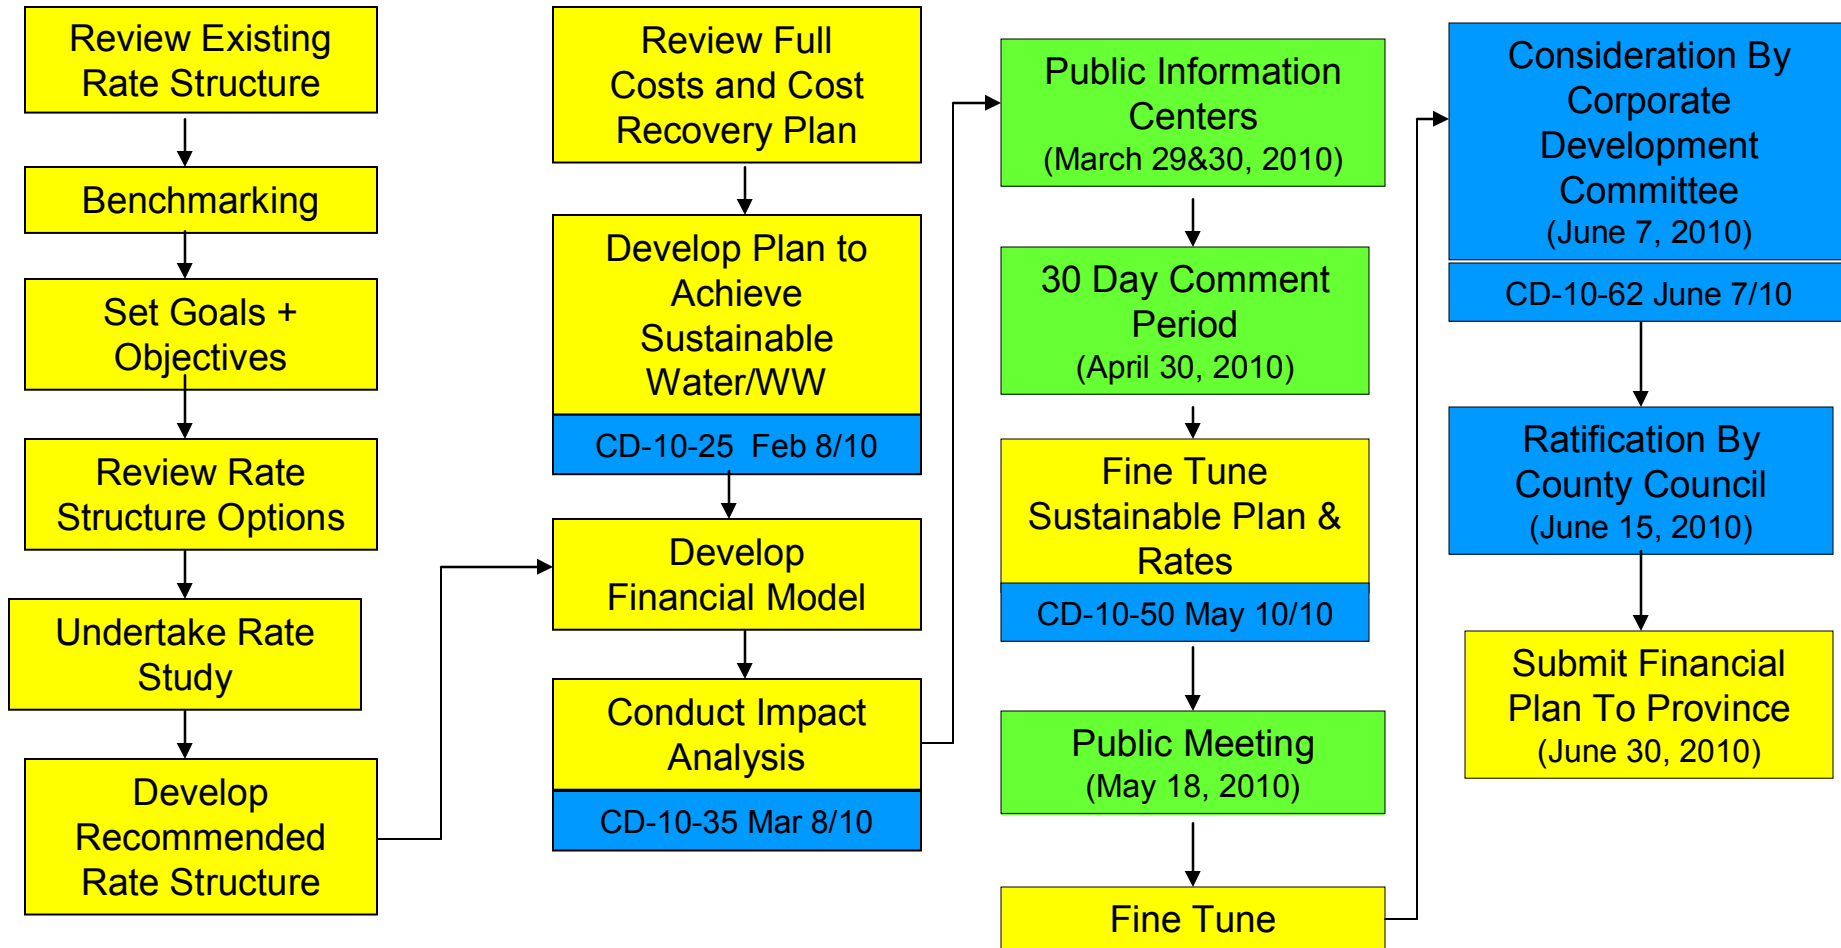 Review Existing
Rate Structure
Benchmarking
Set Goals +
Objectives
Review Rate
Structure Options
Undertake Rate
Study
Develop
Recommended
Rate Structure
Review Full
Costs and Cost
Recovery Plan
Develop Plan to
Achieve
Sustainable
Water/WW
CD-10-25 Feb 8/10
Develop
Financial Model
Conduct Impact
Analysis
CD-10-35 Mar 8/10
Public Information
Centers
(March 29&30, 2010)
30 Day Comment
Period
(April 30, 2010)
Fine Tune
Sustainable Plan &
Rates
CD-10-50 May 10/10
Public Meeting
(May 18, 2010)
Fine Tune
Consideration By
Corporate
Development
Committee
(June 7, 2010)
CD-10-62 June 7/10
Ratification By
County Council
(June 15, 2010)
Submit Financial
Plan To Province
(June 30, 2010)